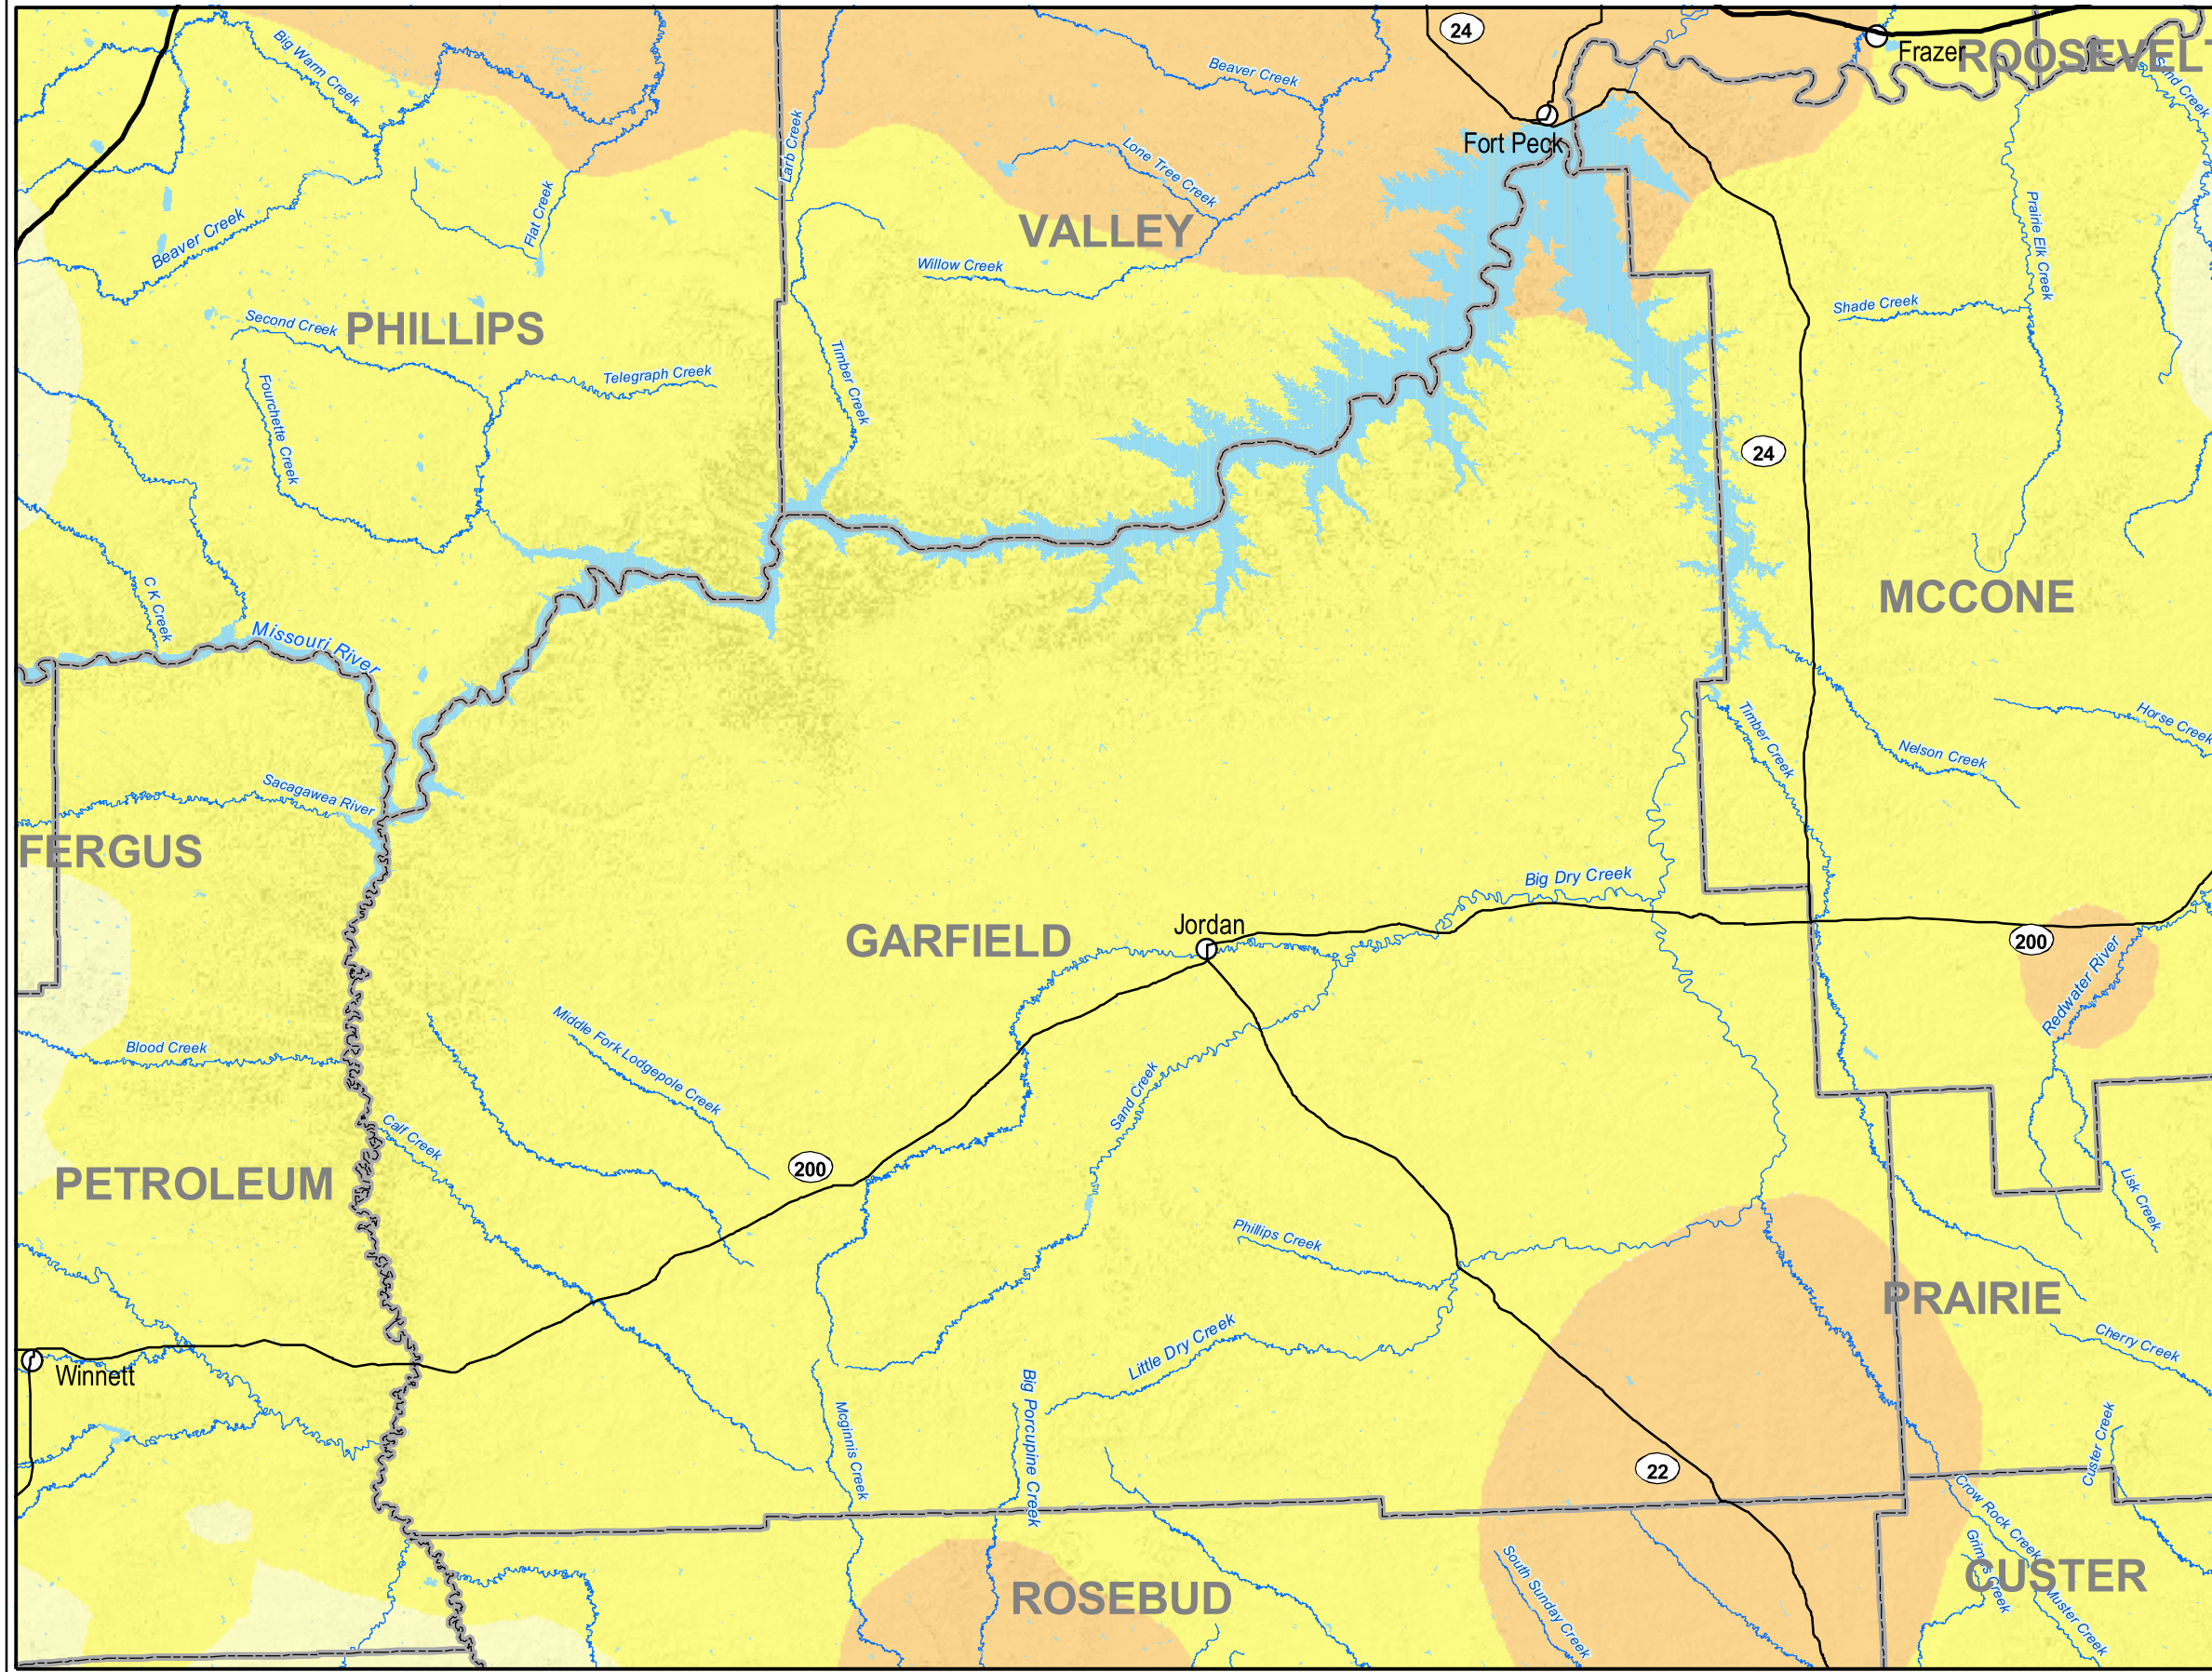 24
Frazer
ROOSEVELT
Big Warm Creek
Beaver Creek
Sand Creek
Larb Creek
Fort Peck
Lone Tree Creek
Flat Creek
Beaver Creek
VALLEY
Prairie Elk Creek
Willow Creek
Shade Creek
Second Creek
PHILLIPS
Telegraph Creek
Timber Creek
Fourchette Creek
24
C K Creek
MCCONE
Missouri River
Horse Creek
Timber Creek
Nelson Creek
Sacagawea River
FERGUS
Big Dry Creek
Jordan
GARFIELD
200
Redwater River
Middle Fork Lodgepole Creek
Blood Creek
Sand Creek
Calf Creek
200
PETROLEUM
Lisk Creek
Phillips Creek
PRAIRIE
Little Dry Creek
Cherry Creek
Winnett
Big Porcupine Creek
Mcginnis Creek
Custer Creek
22
Crow Rock Creek
Grimes Creek
CUSTER
ROSEBUD
South Sunday Creek
Muster Creek